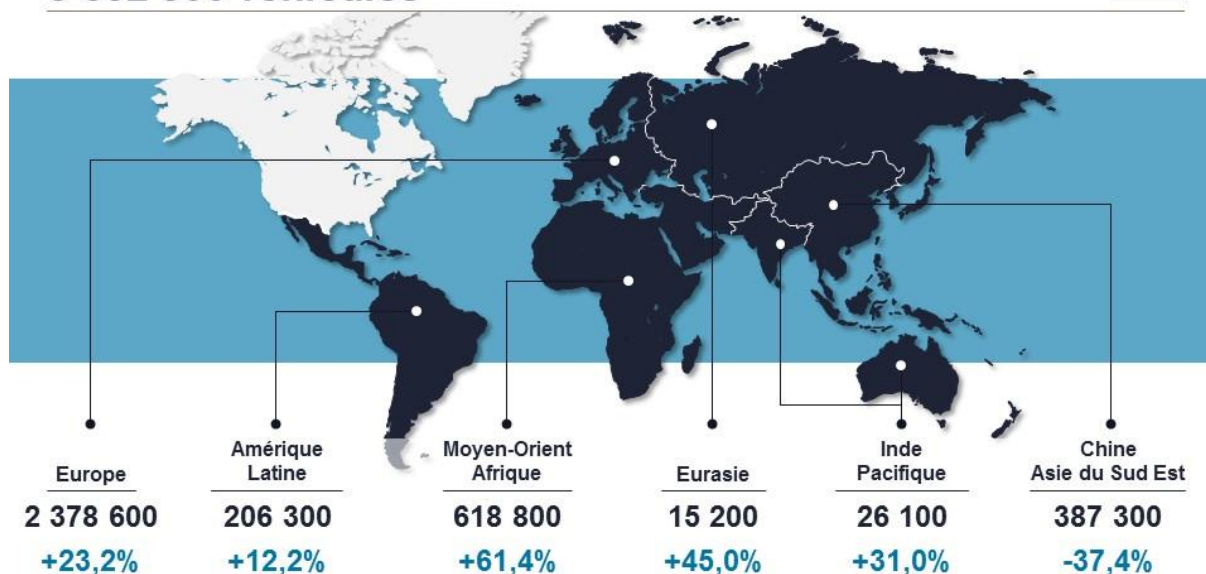 Europe
2 378 600
+23,2%
Amérique
Latine
206 300
+12,2%
Moyen-Orient
Afrique
618 800
+61,4%
Eurasie
15 200
+45,0%
Inde
Pacifique
26 100
+31,0%
Chine
Asie du Sud Est
387 300
-37,4%